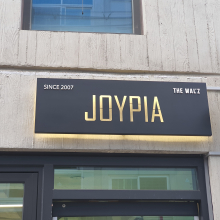 SINCE 2007 THE WALZ
JOYPIA